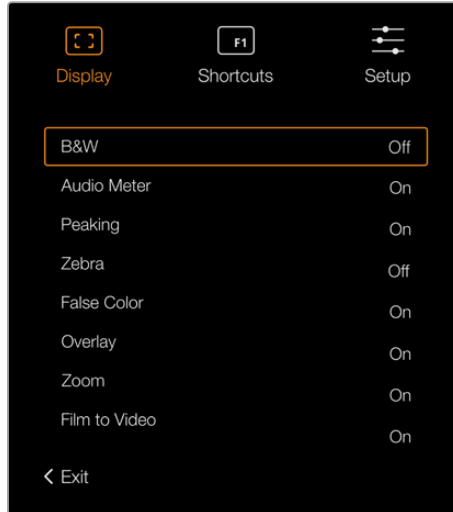 F1
Display Shortcuts Setup
B&W Off
Audio Meter On
Peaking On
Zebra Off
False Color On
Overlay On
Zoom On
Film to Video On
Exit